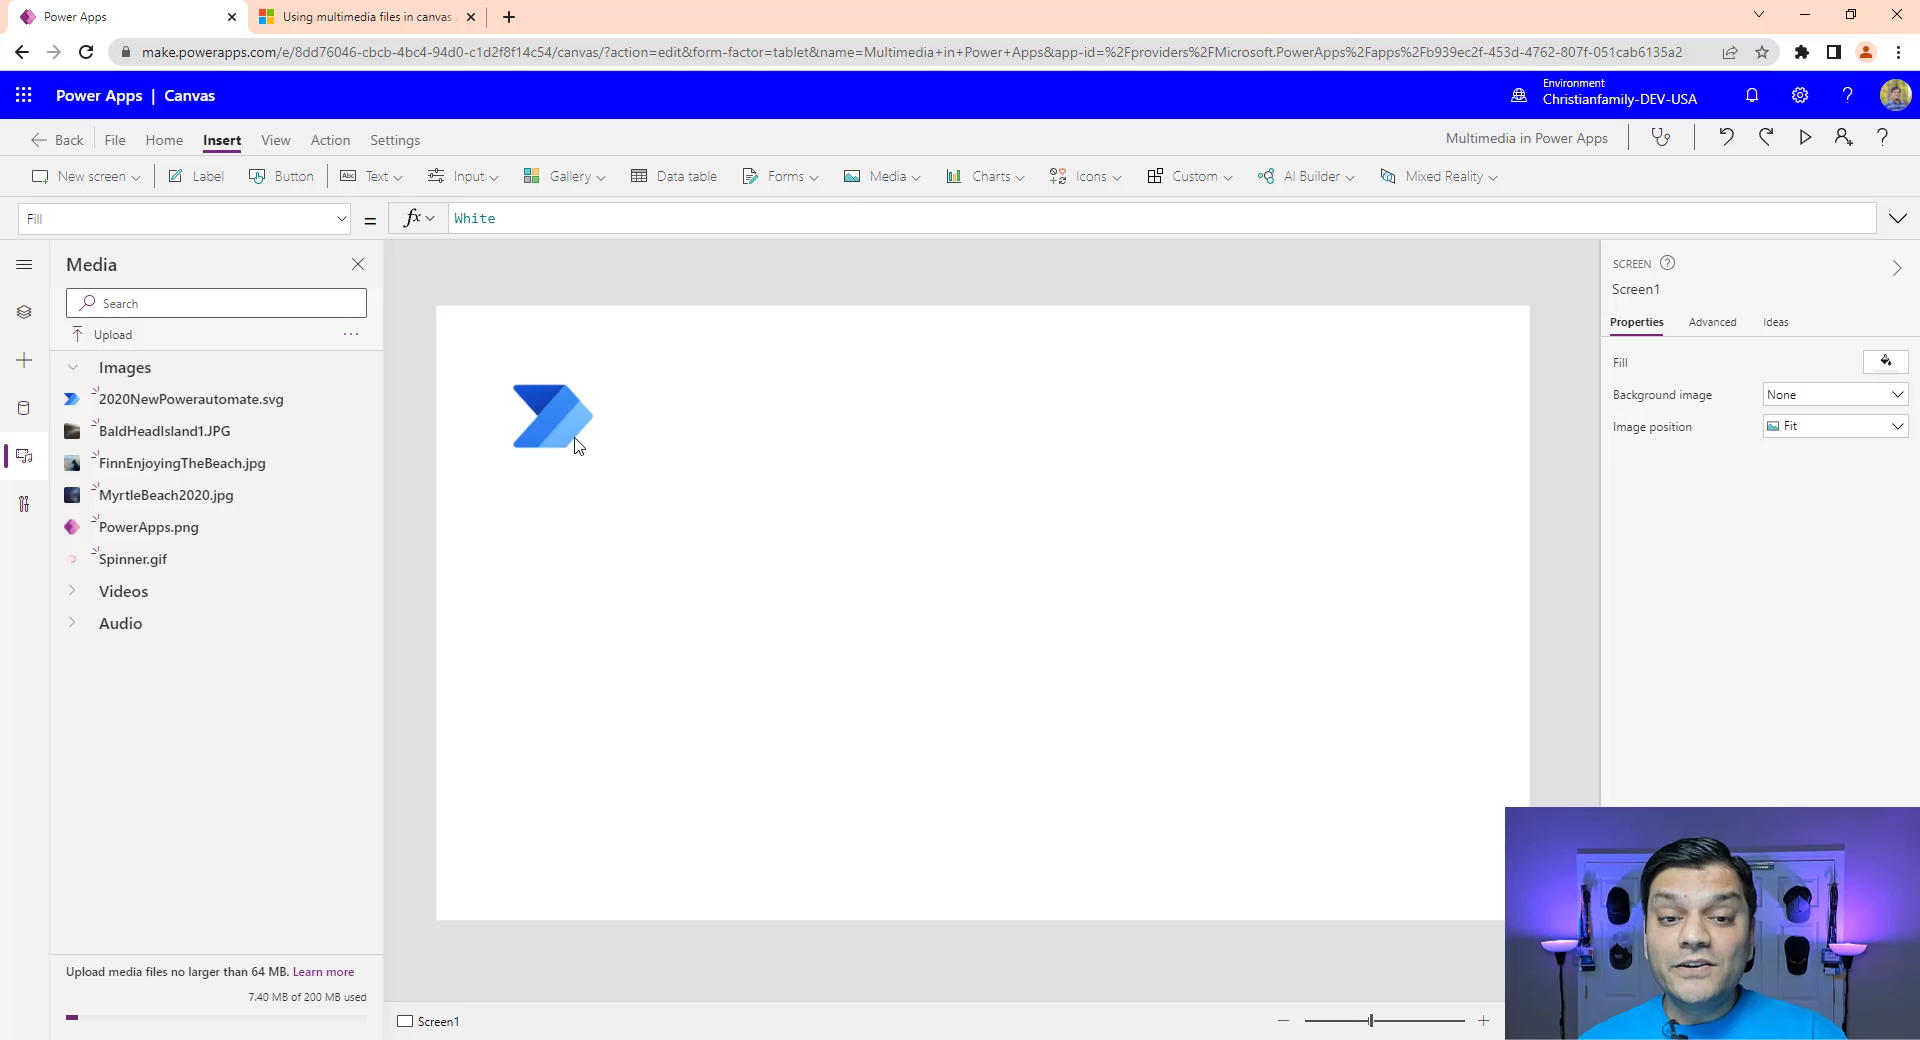 Power Apps
Using multimedia files in canvas
make.powerapps.com/e/8dd76046-cbcb-4bc4-94d0-c1d2f8f14c54/canvas/?action=edit&form-factor=tablet&name=Multimedia+in+Power+Apps&app-id=%2Fproviders%2FMicrosoft.PowerApps%2Fapps%2Fb939ec2f-453d-4762-807f-051cab6135a2
Power Apps | Canvas
Environment
Christianfamily-DEV-USA
Back File Home Insert View Action Settings
Multimedia in Power Apps
New screen Label Button Text Input Gallery Data table Forms Media Charts Icons Custom AI Builder Mixed Reality
Fill = fx White
Media
Search
Upload
Images
2020NewPowerautomate.svg
BaldHeadIsland1.JPG
FinnEnjoyingTheBeach.jpg
MyrtleBeach2020.jpg
PowerApps.png
Spinner.gif
Videos
Audio
Upload media files no larger than 64 MB. Learn more
7.40 MB of 200 MB used
Screen1
SCREEN
Screen1
Properties Advanced Ideas
Fill
Background image None
Image position Fit